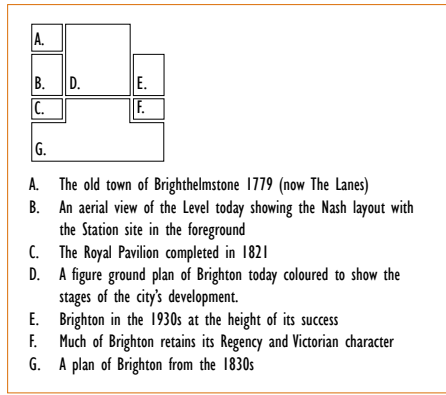 A.
B. D. E.
C. F.
G.
A. The old town of Brighthelmstone 1779 (now The Lanes)
B. An aerial view of the Level today showing the Nash layout with
the Station site in the foreground
C. The Royal Pavilion completed in 1821
D. A figure ground plan of Brighton today coloured to show the
stages of the city's development.
E. Brighton in the 1930s at the height of its success
F. Much of Brighton retains its Regency and Victorian character
G. A plan of Brighton from the 1830s